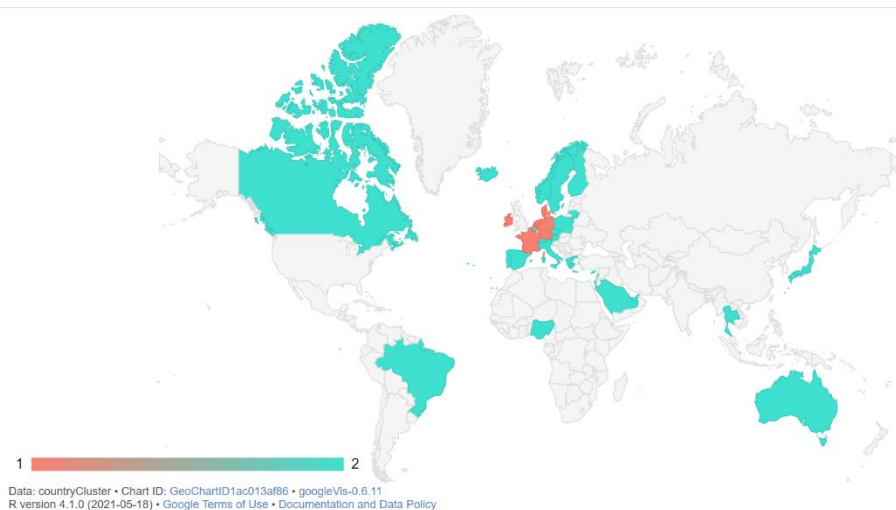 1 2
Data: countryCluster • Chart ID: GeoChartID1ac013af86 • googleVis-0.6.11
R version 4.1.0 (2021-05-18) • Google Terms of Use • Documentation and Data Policy